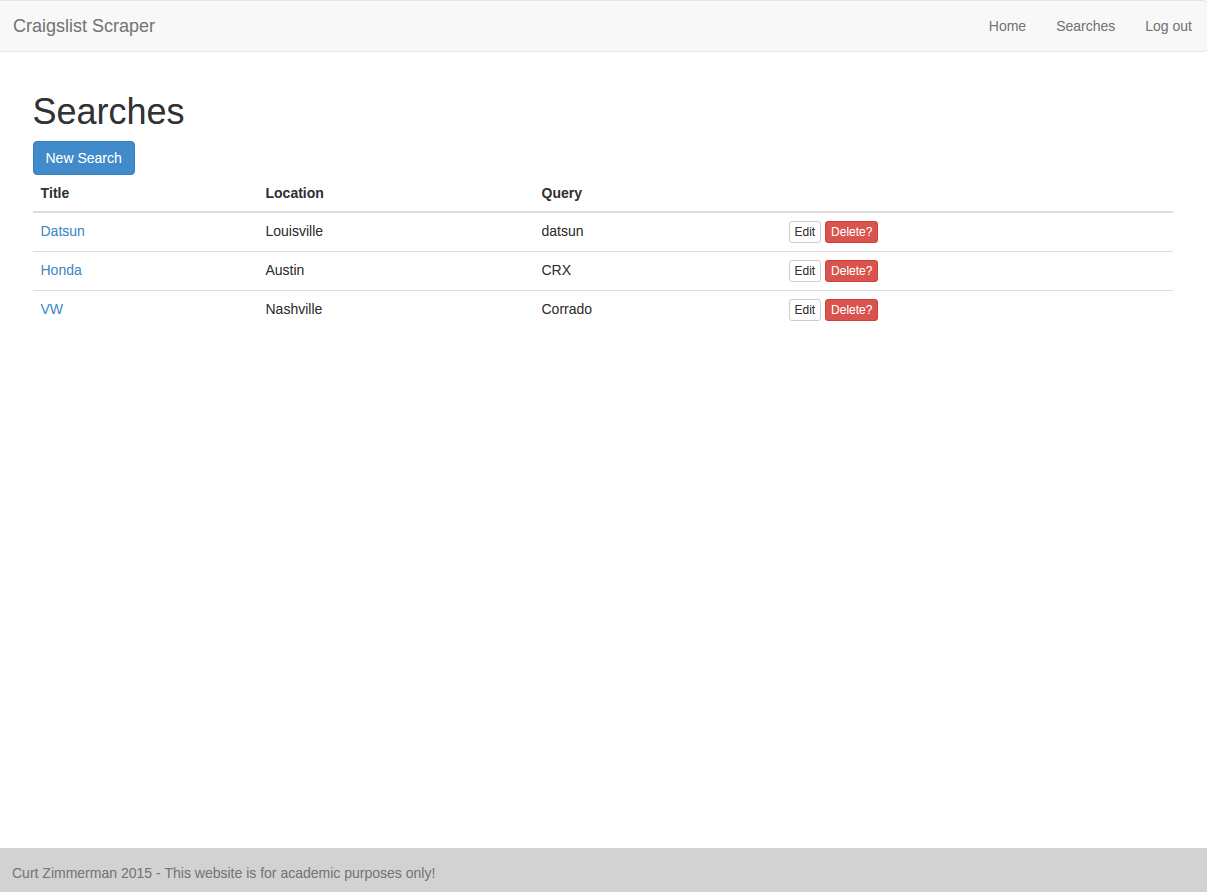 Craigslist Scraper Home Searches Log out
Searches
New Search
Title Location Query
Datsun Louisville datsun Edit Delete?
Honda Austin CRX Edit Delete?
VW Nashville Corrado Edit Delete?
Curt Zimmerman 2015 - This website is for academic purposes only!